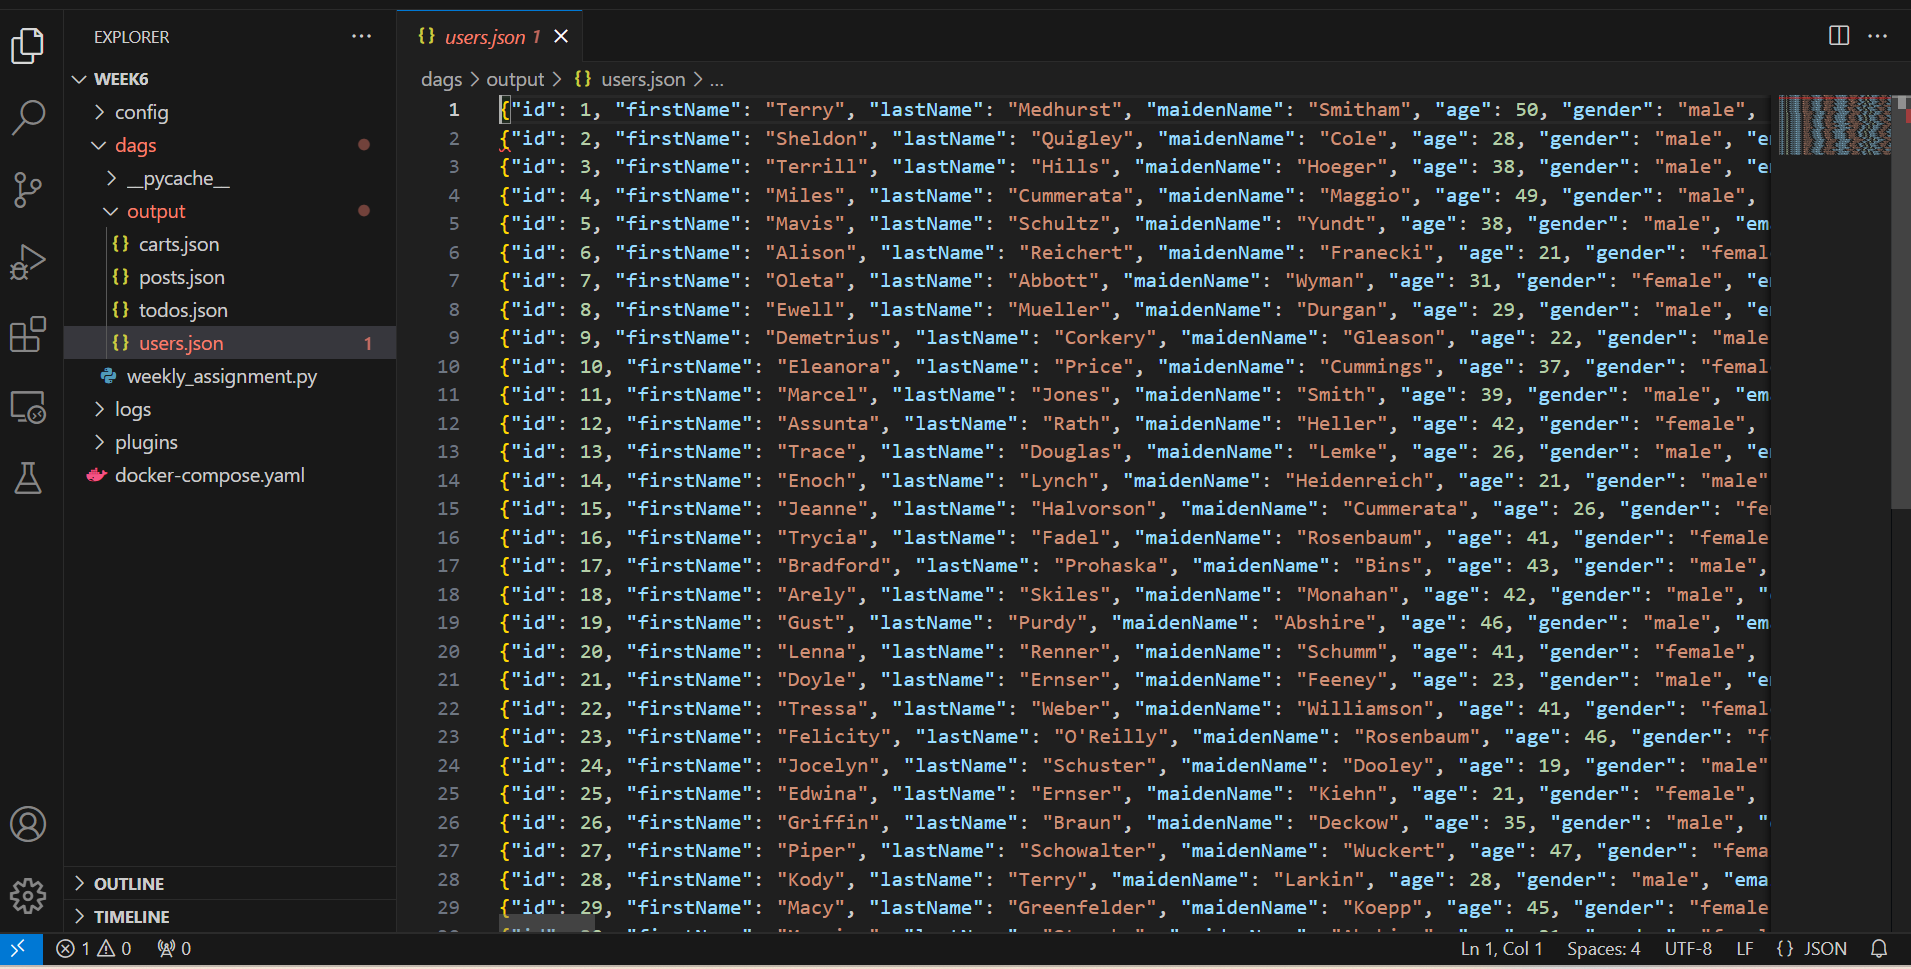 EXPLORER
WEEK6
config
dags
__pycache__
output
carts.json
posts.json
todos.json
users.json 1
weekly_assignment.py
logs
plugins
docker-compose.yaml
OUTLINE
TIMELINE
users.json 1
dags > output > {} users.json > ...
1 {"id": 1, "firstName": "Terry", "lastName": "Medhurst", "maidenName": "Smitham", "age": 50, "gender": "male",
2 {"id": 2, "firstName": "Sheldon", "lastName": "Quigley", "maidenName": "Cole", "age": 28, "gender": "male", "e
3 {"id": 3, "firstName": "Terrill", "lastName": "Hills", "maidenName": "Hoeger", "age": 38, "gender": "male", "e
4 {"id": 4, "firstName": "Miles", "lastName": "Cummerata", "maidenName": "Maggio", "age": 49, "gender": "male",
5 {"id": 5, "firstName": "Mavis", "lastName": "Schultz", "maidenName": "Yundt", "age": 38, "gender": "male", "em
6 {"id": 6, "firstName": "Alison", "lastName": "Reichert", "maidenName": "Franecki", "age": 21, "gender": "femal
7 {"id": 7, "firstName": "Oleta", "lastName": "Abbott", "maidenName": "Wyman", "age": 31, "gender": "female", "e
8 {"id": 8, "firstName": "Ewell", "lastName": "Mueller", "maidenName": "Durgan", "age": 29, "gender": "male", "e
9 {"id": 9, "firstName": "Demetrius", "lastName": "Corkery", "maidenName": "Gleason", "age": 22, "gender": "male
10 {"id": 10, "firstName": "Eleanora", "lastName": "Price", "maidenName": "Cummings", "age": 37, "gender": "femal
11 {"id": 11, "firstName": "Marcel", "lastName": "Jones", "maidenName": "Smith", "age": 39, "gender": "male", "em
12 {"id": 12, "firstName": "Assunta", "lastName": "Rath", "maidenName": "Heller", "age": 42, "gender": "female",
13 {"id": 13, "firstName": "Trace", "lastName": "Douglas", "maidenName": "Lemke", "age": 26, "gender": "male", "e
14 {"id": 14, "firstName": "Enoch", "lastName": "Lynch", "maidenName": "Heidenreich", "age": 21, "gender": "male"
15 {"id": 15, "firstName": "Jeanne", "lastName": "Halvorson", "maidenName": "Cummerata", "age": 26, "gender": "fe
16 {"id": 16, "firstName": "Trycia", "lastName": "Fadel", "maidenName": "Rosenbaum", "age": 41, "gender": "female
17 {"id": 17, "firstName": "Bradford", "lastName": "Prohaska", "maidenName": "Bins", "age": 43, "gender": "male",
18 {"id": 18, "firstName": "Arely", "lastName": "Skiles", "maidenName": "Monahan", "age": 42, "gender": "male", "
19 {"id": 19, "firstName": "Gust", "lastName": "Purdy", "maidenName": "Abshire", "age": 46, "gender": "male", "em
20 {"id": 20, "firstName": "Lenna", "lastName": "Renner", "maidenName": "Schumm", "age": 41, "gender": "female",
21 {"id": 21, "firstName": "Doyle", "lastName": "Ernser", "maidenName": "Feeney", "age": 23, "gender": "male", "e
22 {"id": 22, "firstName": "Tressa", "lastName": "Weber", "maidenName": "Williamson", "age": 41, "gender": "femal
23 {"id": 23, "firstName": "Felicity", "lastName": "O'Reilly", "maidenName": "Rosenbaum", "age": 46, "gender": "f
24 {"id": 24, "firstName": "Jocelyn", "lastName": "Schuster", "maidenName": "Dooley", "age": 19, "gender": "male"
25 {"id": 25, "firstName": "Edwina", "lastName": "Ernser", "maidenName": "Kiehn", "age": 21, "gender": "female",
26 {"id": 26, "firstName": "Griffin", "lastName": "Braun", "maidenName": "Deckow", "age": 35, "gender": "male", "
27 {"id": 27, "firstName": "Piper", "lastName": "Schowalter", "maidenName": "Wuckert", "age": 47, "gender": "fema
28 {"id": 28, "firstName": "Kody", "lastName": "Terry", "maidenName": "Larkin", "age": 28, "gender": "male", "ema
29 {"id": 29, "firstName": "Macy", "lastName": "Greenfelder", "maidenName": "Koepp", "age": 45, "gender": "female
1 0 0
Ln 1, Col 1 Spaces: 4 UTF-8 LF {} JSON